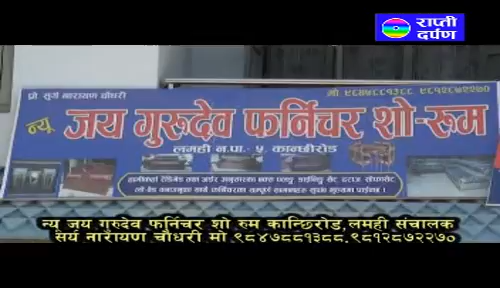 राप्ती
दर्पण
प्रो सूर्य नारायण चौधरी
मो ९८४७८८१३८८ ९८१२८७२२७०
न्यू जय गुरुदेव फर्निचर शो-रूम
लमही न.पा.- ५ कान्छीरोड
न्यू जय गुरुदेव फर्निचर शो रुम कान्छिरोड,लमही संचालक
सुर्य नारायण चौधरी मो ९८४७८८१३८८.९८१२८७२२७०